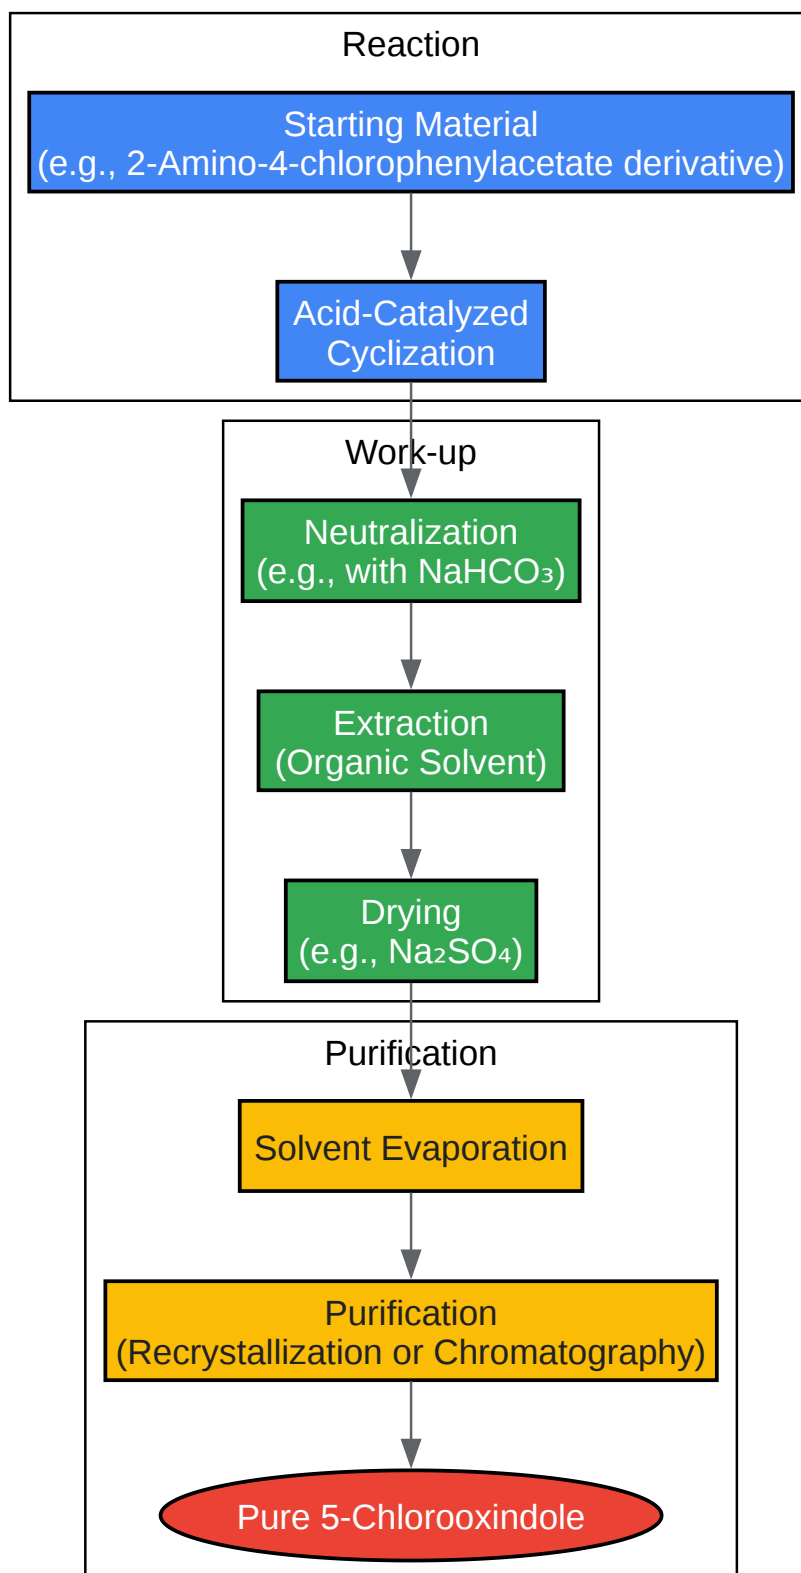 Reaction
Starting Material
(e.g., 2-Amino-4-chlorophenylacetate derivative)
Acid-Catalyzed
Cyclization
Work-up
Neutralization
(e.g., with NaHCO₃)
Extraction
(Organic Solvent)
Drying
(e.g., Na₂SO₄)
Purification
Solvent Evaporation
Purification
(Recrystallization or Chromatography)
Pure 5-Chlorooxindole